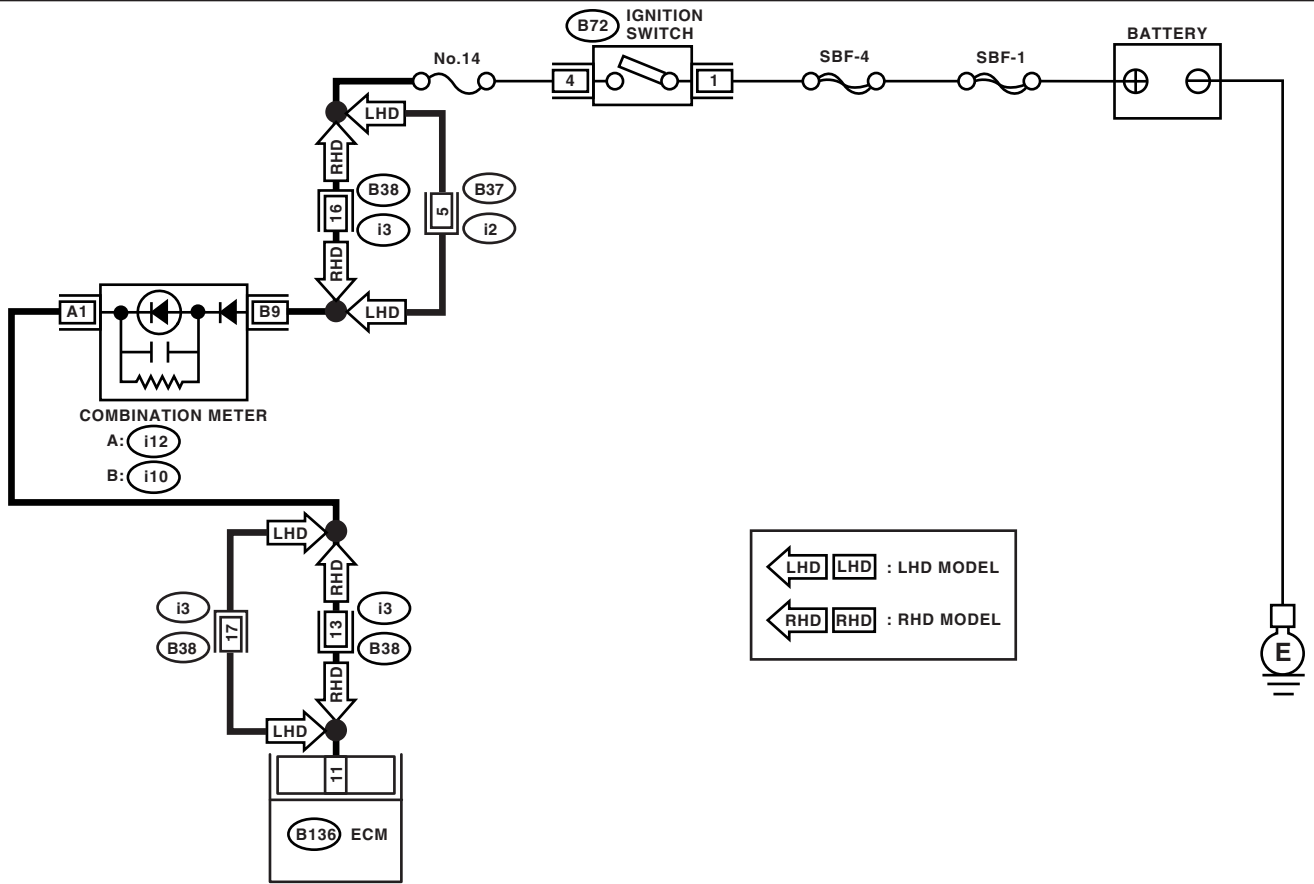 B72
IGNITION
SWITCH
BATTERY
No.14
SBF-4
SBF-1
4
1
LHD
RHD
B38
B37
16
5
i3
i2
RHD
A1
B9
LHD
COMBINATION METER
A: i12
B: i10
LHD
RHD
i3
i3
17
13
B38
B38
RHD
LHD
11
B136 ECM
LHD LHD : LHD MODEL
RHD RHD : RHD MODEL
E